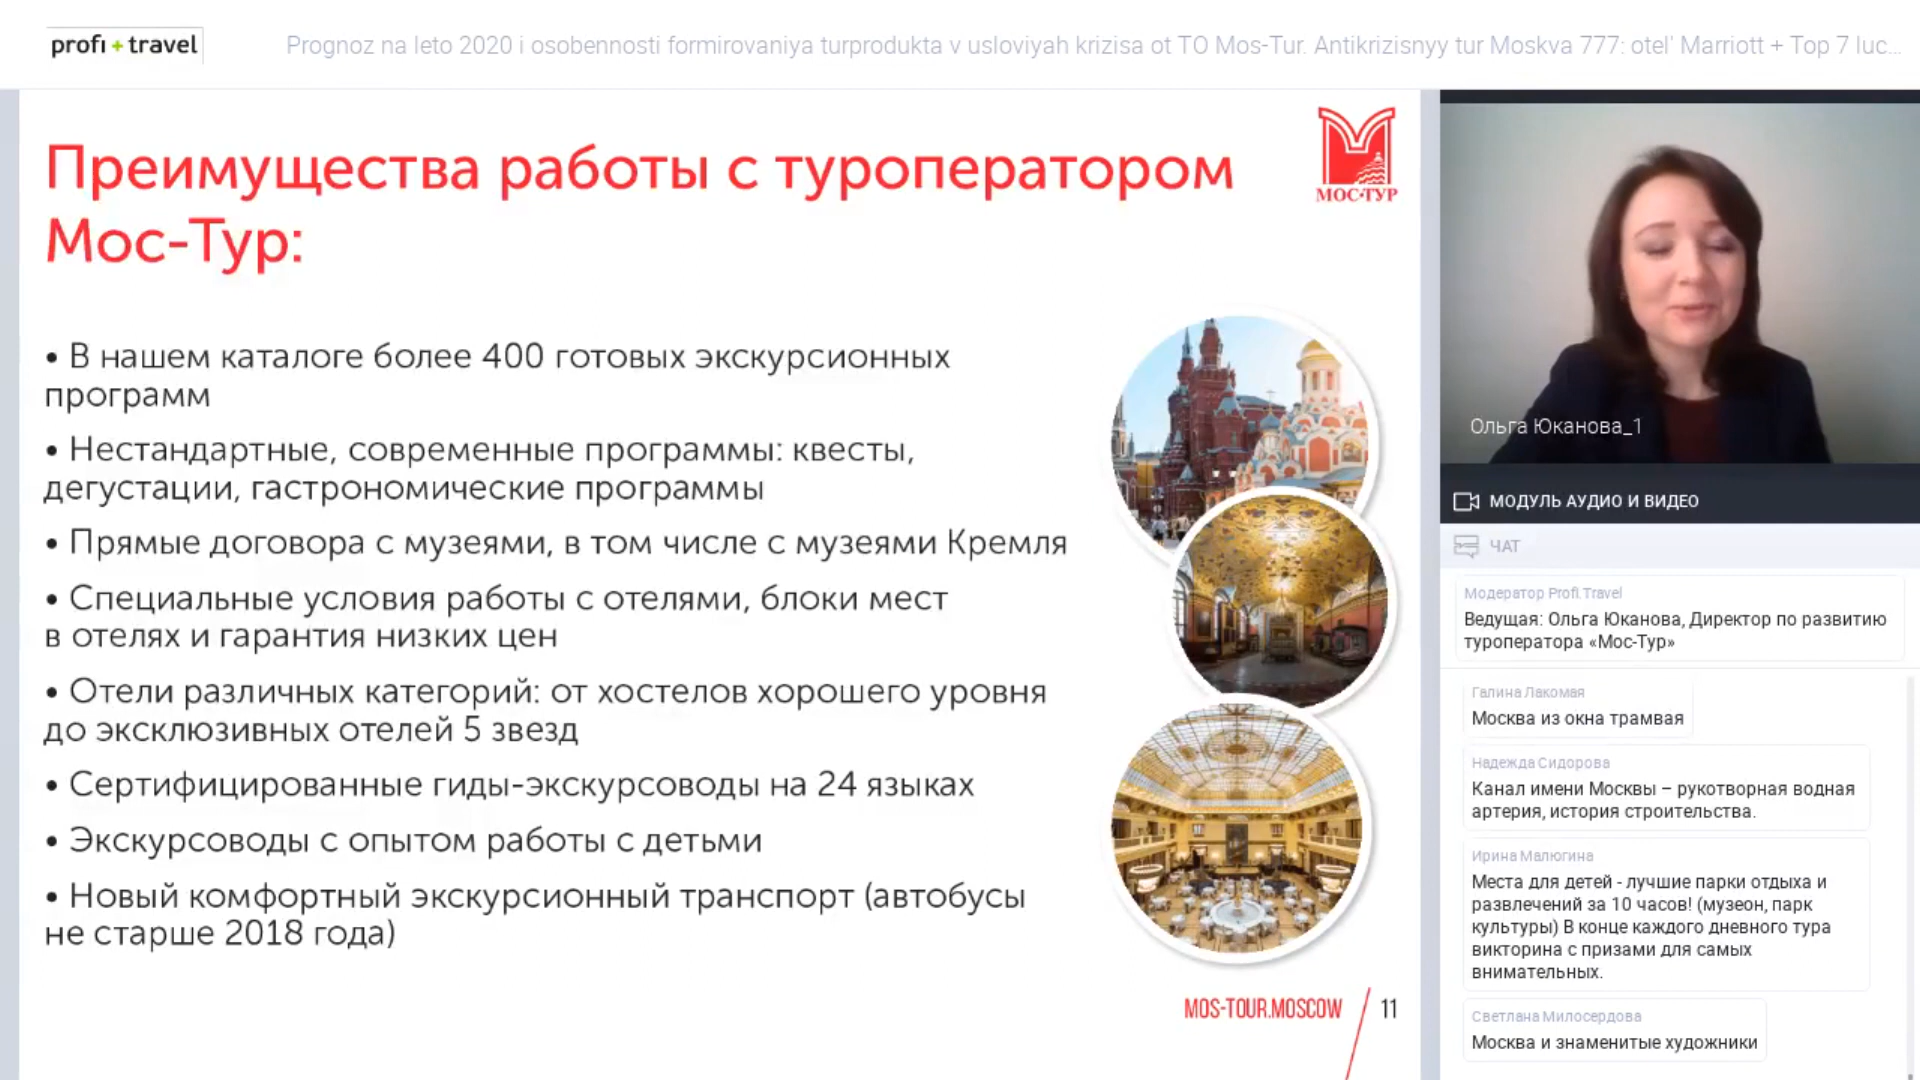 profi + travel
Prognoz na leto 2020 i osobennosti formirovaniya turprodukta v usloviyah krizisa ot TO Mos-Tur. Antikrizisnyy tur Moskva 777: otel' Marriott + Top 7 luc...
Преимущества работы с туроператором
Мос-Тур:
МОС-ТУР
• В нашем каталоге более 400 готовых экскурсионных
программ
• Нестандартные, современные программы: квесты,
дегустации, гастрономические программы
• Прямые договора с музеями, в том числе с музеями Кремля
• Специальные условия работы с отелями, блоки мест
в отелях и гарантия низких цен
• Отели различных категорий: от хостелов хорошего уровня
до эксклюзивных отелей 5 звезд
• Сертифицированные гиды-экскурсоводы на 24 языках
• Экскурсоводы с опытом работы с детьми
• Новый комфортный экскурсионный транспорт (автобусы
не старше 2018 года)
MOS-TOUR.MOSCOW 11
Ольга Юканова_1
МОДУЛЬ АУДИО И ВИДЕО
ЧАТ
Модератор Profi.Travel
Ведущая: Ольга Юканова, Директор по развитию
туроператора «Мос-Тур»
Галина Лакомая
Москва из окна трамвая
Надежда Сидорова
Канал имени Москвы – рукотворная водная
артерия, история строительства.
Ирина Малюгина
Места для детей - лучшие парки отдыха и
развлечений за 10 часов! (музеон, парк
культуры) В конце каждого дневного тура
викторина с призами для самых
внимательных.
Светлана Милосердова
Москва и знаменитые художники